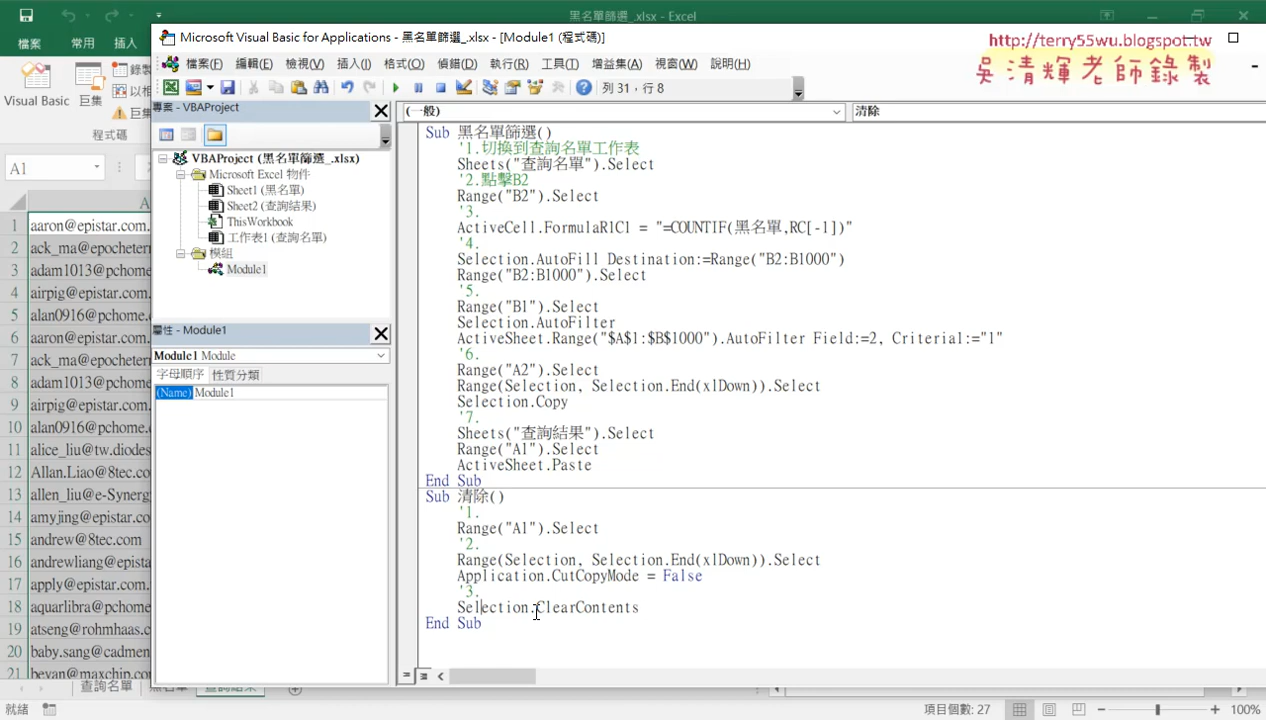 黑名單篩選_.xlsx - Excel
檔案
常用
插入
Visual Basic
巨集
程式碼
Microsoft Visual Basic for Applications - 黑名單篩選_.xlsx - [Module1 (程式碼)]
http://terry55wu.blogspot.tw
吳清輝老師錄製
檔案(F) 編輯(E) 檢視(V) 插入(I) 格式(O) 偵錯(D) 執行(R) 工具(T) 增益集(A) 視窗(W) 說明(H)
列 31，行 8
專案 - VBAProject
VBAProject (黑名單篩選_.xlsx)
Microsoft Excel 物件
Sheet1 (黑名單)
Sheet2 (查詢結果)
ThisWorkbook
工作表1 (查詢名單)
模組
Module1
屬性 - Module1
Module1 Module
字母順序 性質分類
(Name) Module1
(一般) 清除
Sub 黑名單篩選()
'1.切換到查詢名單工作表
Sheets("查詢名單").Select
'2.點擊B2
Range("B2").Select
'3.
ActiveCell.FormulaR1C1 = "=COUNTIF(黑名單,RC[-1])"
'4.
Selection.AutoFill Destination:=Range("B2:B1000")
Range("B2:B1000").Select
'5.
Range("B1").Select
Selection.AutoFilter
ActiveSheet.Range("$A$1:$B$1000").AutoFilter Field:=2, Criteria1:="1"
'6.
Range("A2").Select
Range(Selection, Selection.End(xlDown)).Select
Selection.Copy
'7.
Sheets("查詢結果").Select
Range("A1").Select
ActiveSheet.Paste
End Sub
Sub 清除()
'1.
Range("A1").Select
'2.
Range(Selection, Selection.End(xlDown)).Select
Application.CutCopyMode = False
'3.
Selection.ClearContents
End Sub
A1
1 aaron@epistar.com.
2 ack_ma@epochetern
3 adam1013@pchome
4 airpig@epistar.com.
5 alan0916@pchome.
6 aaron@epistar.com.
7 ack_ma@epochetern
8 adam1013@pchome
9 airpig@epistar.com.
10 alan0916@pchome.
11 alice_liu@tw.diodes
12 Allan.Liao@8tec.com
13 allen_liu@e-Synergy
14 amyjing@epistar.com
15 andrew@8tec.com
16 andrewliang@epista
17 apply@epistar.com.
18 aquarlibra@pchome
19 atseng@rohmhaas.c
20 baby.sang@cadmen
21 bevan@maxchip.com
查詢名單 黑名單 查詢結果
就緒
項目個數: 27
100%